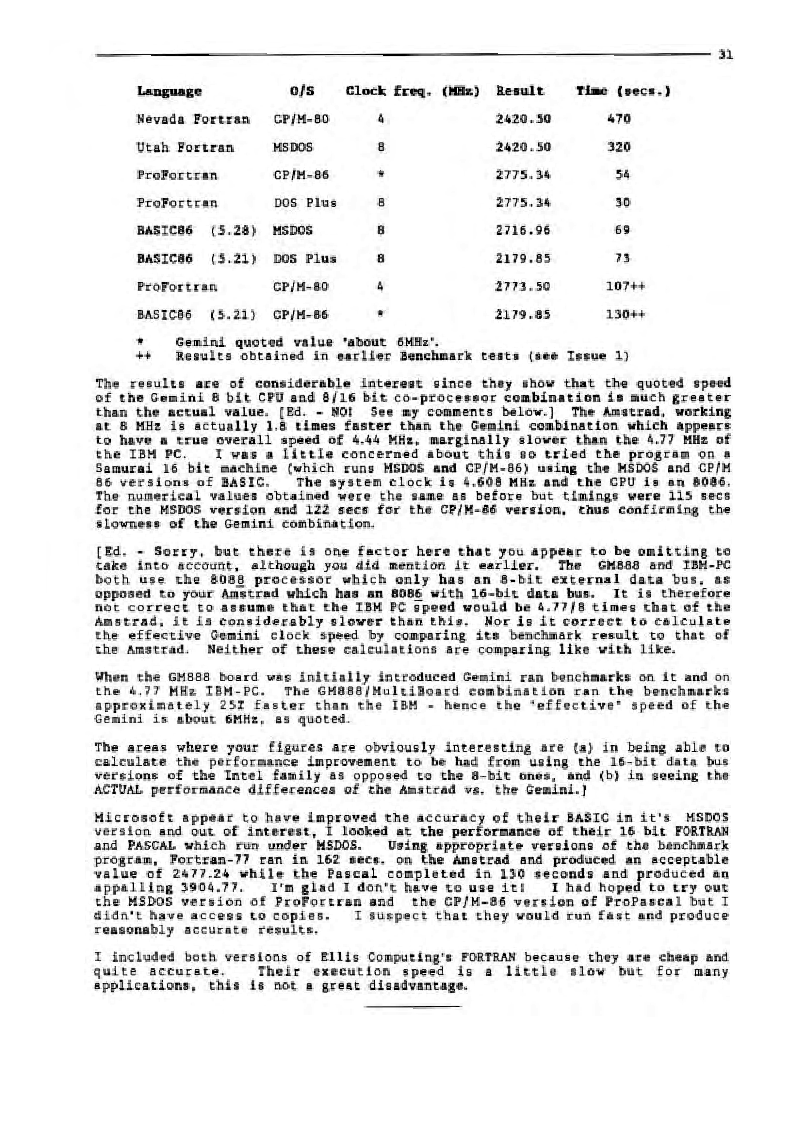 31
Language O/S Clock freq. (MHz) Result Time (secs.)
Nevada Fortran CP/M-80 4 2420.50 470
Utah Fortran MSDOS 8 2420.50 320
ProFortran CP/M-86 * 2775.34 54
ProFortran DOS Plus 8 2775.34 30
BASIC86 (5.28) MSDOS 8 2716.96 69
BASIC86 (5.21) DOS Plus 8 2179.85 73
ProFortran CP/M-80 4 2773.50 107++
BASIC86 (5.21) CP/M-86 * 2179.85 130++
* Gemini quoted value 'about 6MHz'.
++ Results obtained in earlier Benchmark tests (see Issue 1)
The results are of considerable interest since they show that the quoted speed
of the Gemini 8 bit CPU and 8/16 bit co-processor combination is much greater
than the actual value. [Ed. - NO! See my comments below.] The Amstrad, working
at 8 MHz is actually 1.8 times faster than the Gemini combination which appears
to have a true overall speed of 4.44 MHz, marginally slower than the 4.77 MHz of
the IBM PC. I was a little concerned about this so tried the program on a
Samurai 16 bit machine (which runs MSDOS and CP/M-86) using the MSDOS and CP/M
86 versions of BASIC. The system clock is 4.608 MHz and the CPU is an 8086.
The numerical values obtained were the same as before but timings were 115 secs
for the MSDOS version and 122 secs for the CP/M-86 version, thus confirming the
slowness of the Gemini combination.
[Ed. - Sorry, but there is one factor here that you appear to be omitting to
take into account, although you did mention it earlier. The GM888 and IBM-PC
both use the 8088 processor which only has an 8-bit external data bus, as
opposed to your Amstrad which has an 8086 with 16-bit data bus. It is therefore
not correct to assume that the IBM PC speed would be 4.77/8 times that of the
Amstrad, it is considerably slower than this. Nor is it correct to calculate
the effective Gemini clock speed by comparing its benchmark result to that of
the Amstrad. Neither of these calculations are comparing like with like.
When the GM888 board was initially introduced Gemini ran benchmarks on it and on
the 4.77 MHz IBM-PC. The GM888/MultiBoard combination ran the benchmarks
approximately 25% faster than the IBM - hence the 'effective' speed of the
Gemini is about 6MHz, as quoted.
The areas where your figures are obviously interesting are (a) in being able to
calculate the performance improvement to be had from using the 16-bit data bus
versions of the Intel family as opposed to the 8-bit ones, and (b) in seeing the
ACTUAL performance differences of the Amstrad vs. the Gemini.]
Microsoft appear to have improved the accuracy of their BASIC in it's MSDOS
version and out of interest, I looked at the performance of their 16 bit FORTRAN
and PASCAL which run under MSDOS. Using appropriate versions of the benchmark
program, Fortran-77 ran in 162 secs. on the Amstrad and produced an acceptable
value of 2477.24 while the Pascal completed in 130 seconds and produced an
appalling 3904.77. I'm glad I don't have to use it! I had hoped to try out
the MSDOS version of ProFortran and the CP/M-86 version of ProPascal but I
didn't have access to copies. I suspect that they would run fast and produce
reasonably accurate results.
I included both versions of Ellis Computing's FORTRAN because they are cheap and
quite accurate. Their execution speed is a little slow but for many
applications, this is not a great disadvantage.